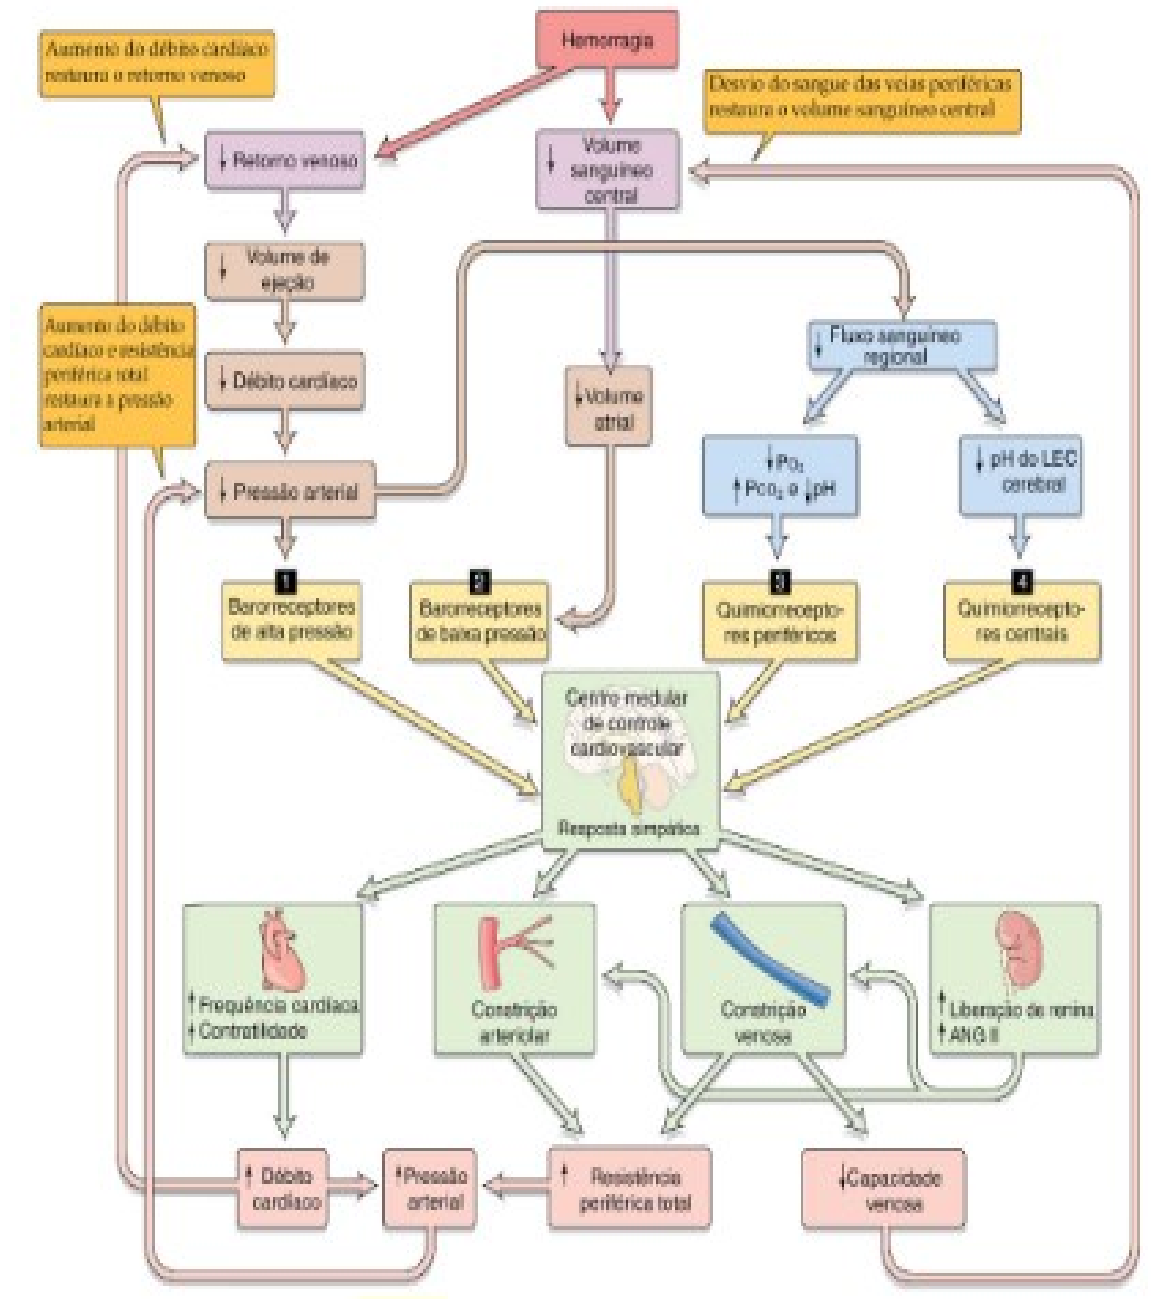 Hemorragia
Aumento do débito cardíaco
restaura o retorno venoso
Desvio do sangue das veias periféricas
restaura o volume sanguíneo central
↓ Retorno venoso
↓ Volume
sanguíneo
central
↓ Volume de
ejeção
Aumento do débito
cardíaco e resistência
periférica total
restaura a pressão
arterial
↓ Fluxo sanguíneo
regional
↓ Débito cardíaco
↓ Volume
atrial
↓ Pressão arterial
↓ Po₂
↑ Pco₂ e ↓ pH
↓ pH do LEC
cerebral
1
Barorreceptores
de alta pressão
2
Barorreceptores
de baixa pressão
3
Quimiorrecepto-
res periféricos
4
Quimiorrecepto-
res centrais
Centro medular
de controle
cardiovascular
Resposta simpática
↑ Frequência cardíaca
↑ Contratilidade
Constrição
arteriolar
Constrição
venosa
↑ Liberação de renina
↑ ANG II
↑ Débito
cardíaco
↑ Pressão
arterial
↑ Resistência
periférica total
↓ Capacidade
venosa